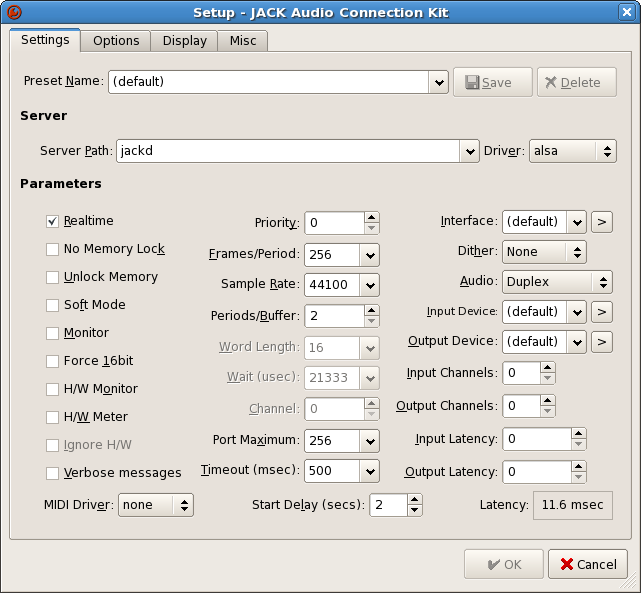 Setup - JACK Audio Connection Kit
Settings Options Display Misc
Preset Name: (default) Save Delete
Server
Server Path: jackd Driver: alsa
Parameters
Realtime Priority: 0 Interface: (default) >
No Memory Lock Frames/Period: 256 Dither: None
Unlock Memory Sample Rate: 44100 Audio: Duplex
Soft Mode Periods/Buffer: 2 Input Device: (default) >
Monitor Word Length: 16 Output Device: (default) >
Force 16bit Wait (usec): 21333 Input Channels: 0
H/W Monitor Channel: 0 Output Channels: 0
H/W Meter Port Maximum: 256 Input Latency: 0
Ignore H/W Timeout (msec): 500 Output Latency: 0
Verbose messages
MIDI Driver: none Start Delay (secs): 2 Latency: 11.6 msec
OK Cancel